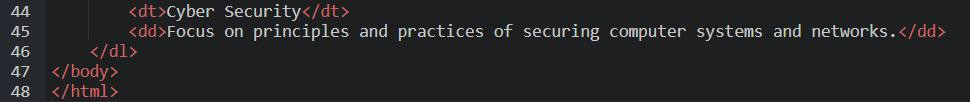 44 <dt>Cyber Security</dt>
45 <dd>Focus on principles and practices of securing computer systems and networks.</dd>
46 </dl>
47 </body>
48 </html>